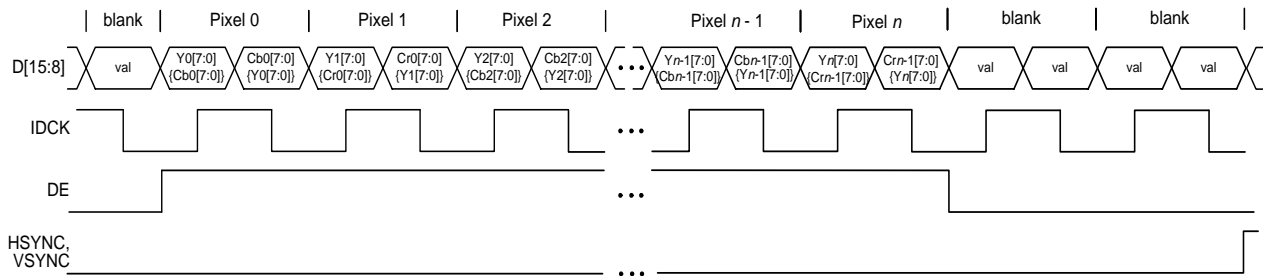 blank Pixel 0 Pixel 1 Pixel 2 Pixel n - 1 Pixel n blank blank
D[15:8] val Y0[7:0] Cb0[7:0] Y1[7:0] Cr0[7:0] Y2[7:0] Cb2[7:0] ... Yn-1[7:0] Cbn-1[7:0] Yn[7:0] Crn-1[7:0] val val val val
{Cb0[7:0]} {Y0[7:0]} {Cr0[7:0]} {Y1[7:0]} {Cb2[7:0]} {Y2[7:0]} {Cbn-1[7:0]} {Yn-1[7:0]} {Crn-1[7:0]} {Yn[7:0]}
IDCK ...
DE ...
HSYNC,
VSYNC ...